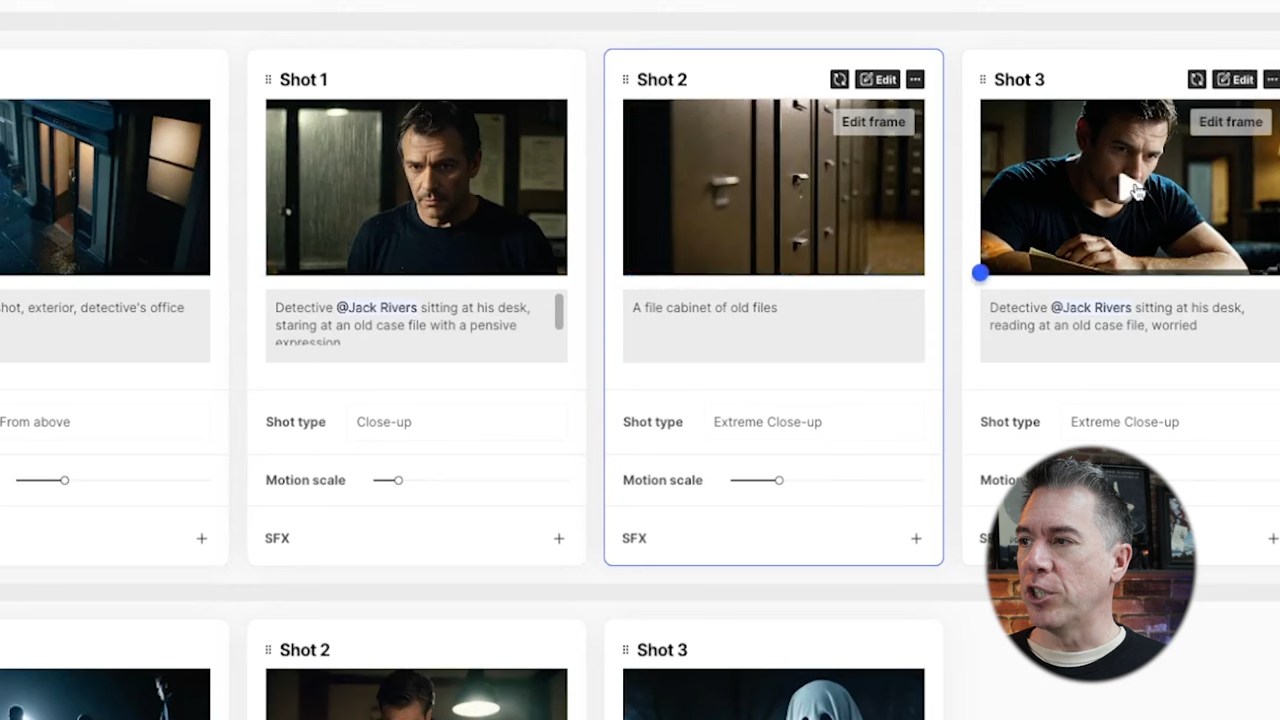 Shot 1
Shot 2
Edit
Shot 3
Edit
Edit frame
Edit frame
hot, exterior, detective's office
Detective @Jack Rivers sitting at his desk,
staring at an old case file with a pensive
expression
A file cabinet of old files
Detective @Jack Rivers sitting at his desk,
reading at an old case file, worried
From above
Shot type
Close-up
Shot type
Extreme Close-up
Shot type
Extreme Close-up
Motion scale
Motion scale
Motio
SFX
SFX
Shot 2
Shot 3